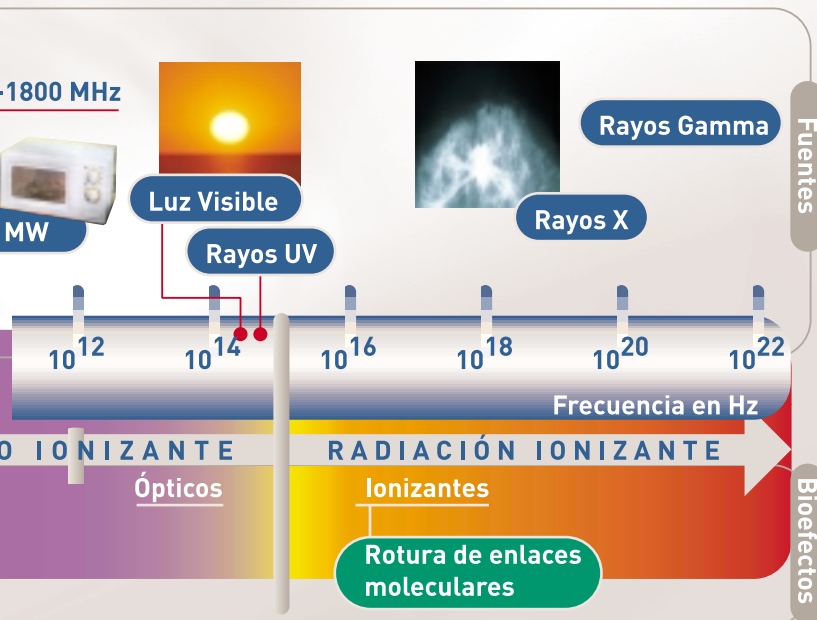 -1800 MHz
Rayos Gamma
Fuentes
Luz Visible
Rayos X
MW
Rayos UV
10^12
10^14
10^16
10^18
10^20
10^22
Frecuencia en Hz
O IONIZANTE
RADIACIÓN IONIZANTE
Ópticos
Ionizantes
Bioefectos
Rotura de enlaces
moleculares